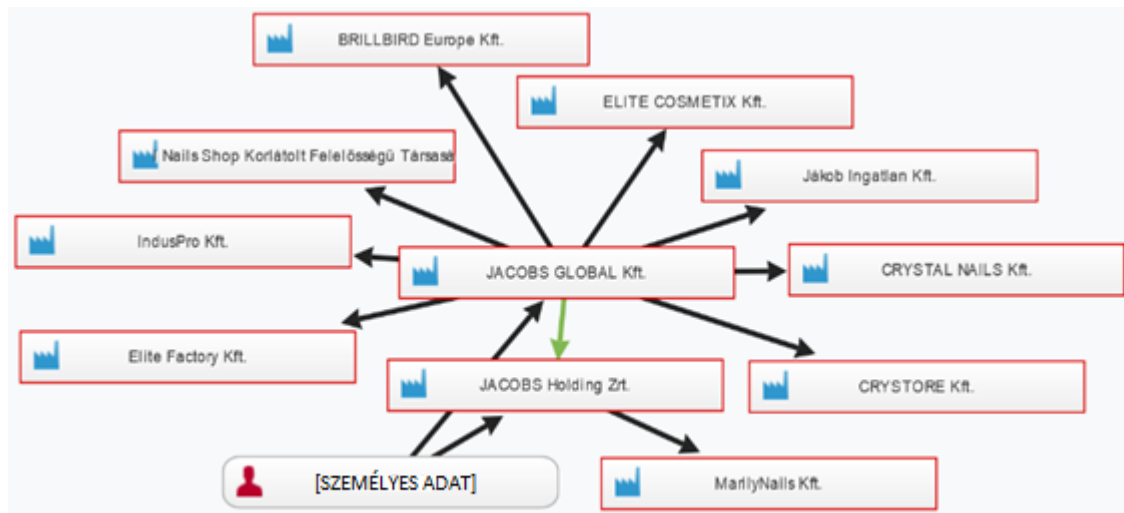 BRILLBIRD Europe Kft.
ELITE COSMETIX Kft.
Nails Shop Korlátolt Felelősségű Társasá
Jákob Ingatlan Kft.
IndusPro Kft.
JACOBS GLOBAL Kft.
CRYSTAL NAILS Kft.
Elite Factory Kft.
JACOBS Holding Zrt.
CRYSTORE Kft.
[SZEMÉLYES ADAT]
MarilyNails Kft.